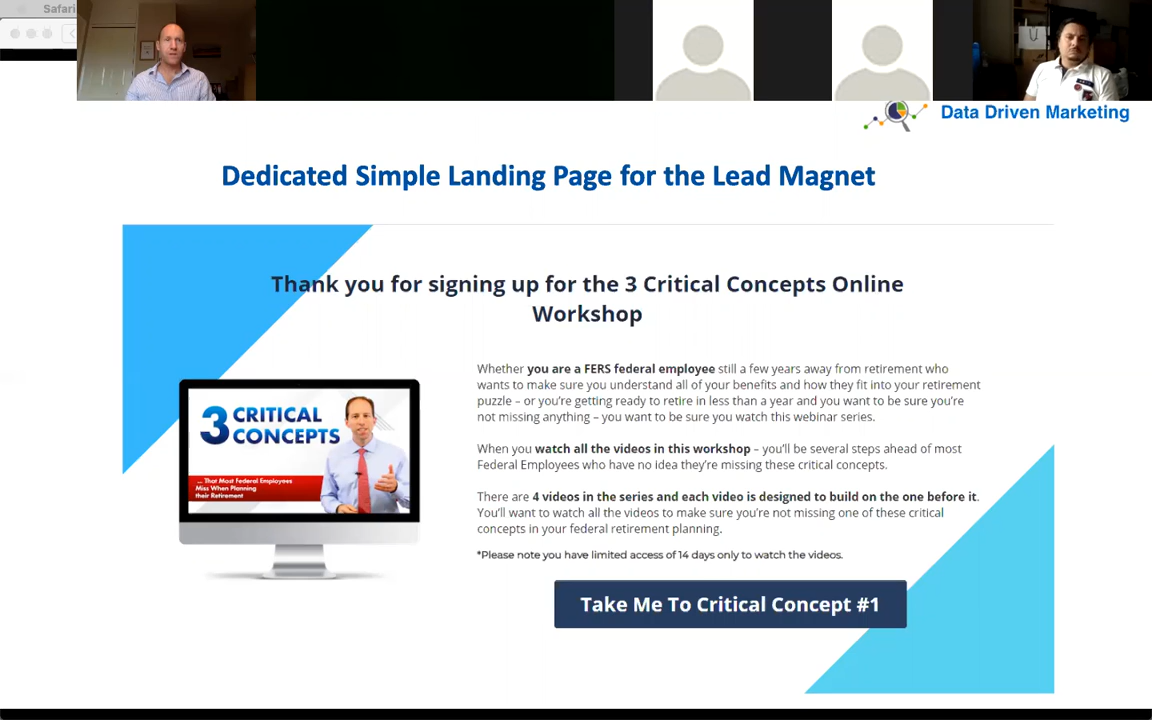 Safari
Data Driven Marketing
Dedicated Simple Landing Page for the Lead Magnet
Thank you for signing up for the 3 Critical Concepts Online
Workshop
3 CRITICAL
CONCEPTS
... That Most Federal Employees
Miss When Planning
their Retirement
Whether you are a FERS federal employee still a few years away from retirement who
wants to make sure you understand all of your benefits and how they fit into your retirement
puzzle – or you're getting ready to retire in less than a year and you want to be sure you're
not missing anything – you want to be sure you watch this webinar series.
When you watch all the videos in this workshop – you'll be several steps ahead of most
Federal Employees who have no idea they're missing these critical concepts.
There are 4 videos in the series and each video is designed to build on the one before it.
You'll want to watch all the videos to make sure you're not missing one of these critical
concepts in your federal retirement planning.
*Please note you have limited access of 14 days only to watch the videos.
Take Me To Critical Concept #1